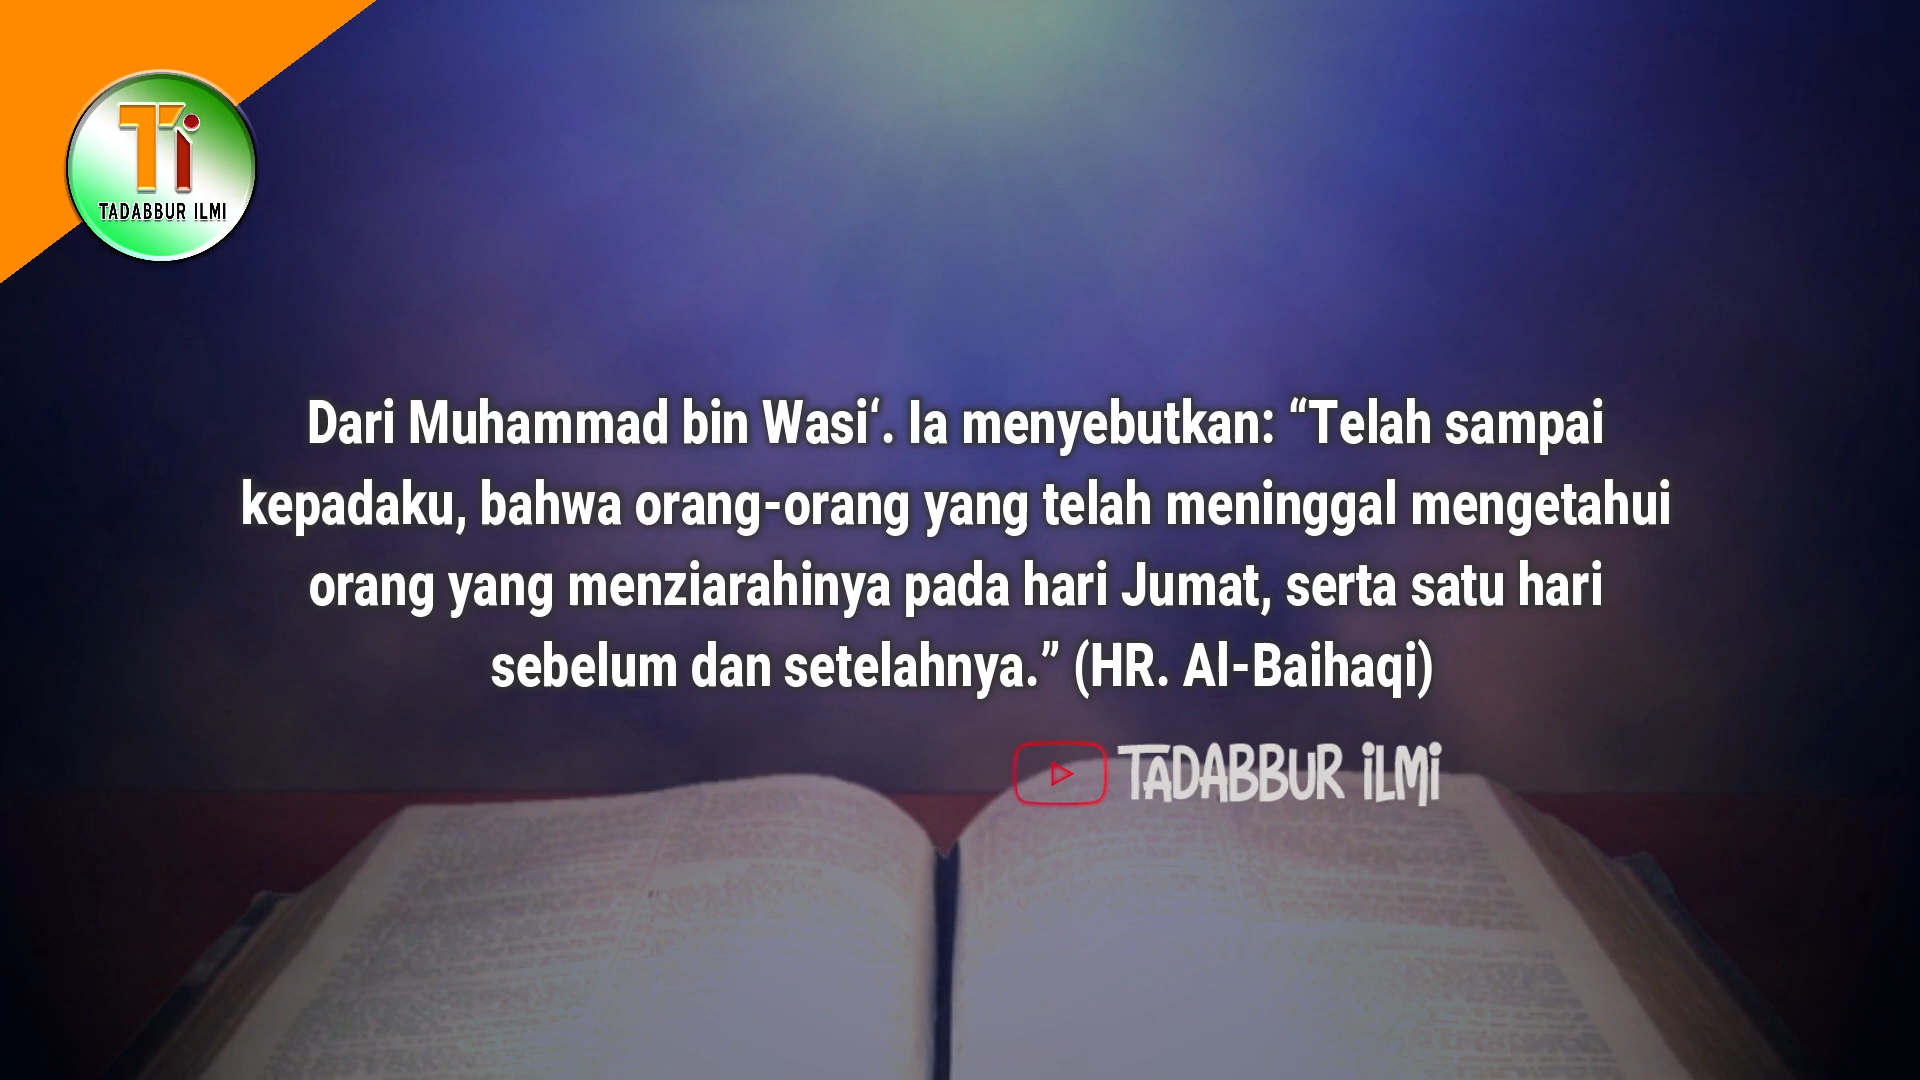 Ti
TADABBUR ILMI
Dari Muhammad bin Wasi‘. Ia menyebutkan: “Telah sampai
kepadaku, bahwa orang-orang yang telah meninggal mengetahui
orang yang menziarahinya pada hari Jumat, serta satu hari
sebelum dan setelahnya.” (HR. Al-Baihaqi)
TADABBUR iLMi